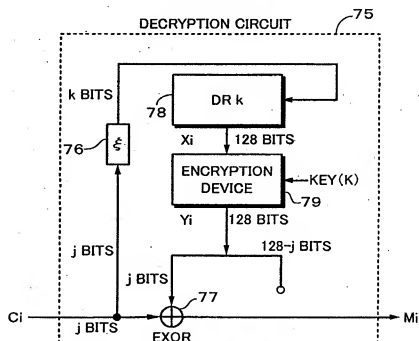 DECRYPTION CIRCUIT
75
k BITS
78
DR k
76
ξ
Xi
128 BITS
ENCRYPTION
DEVICE
KEY(K)
79
Yi
128 BITS
128-j BITS
j BITS
j BITS
77
Ci
j BITS
EXOR
Mi